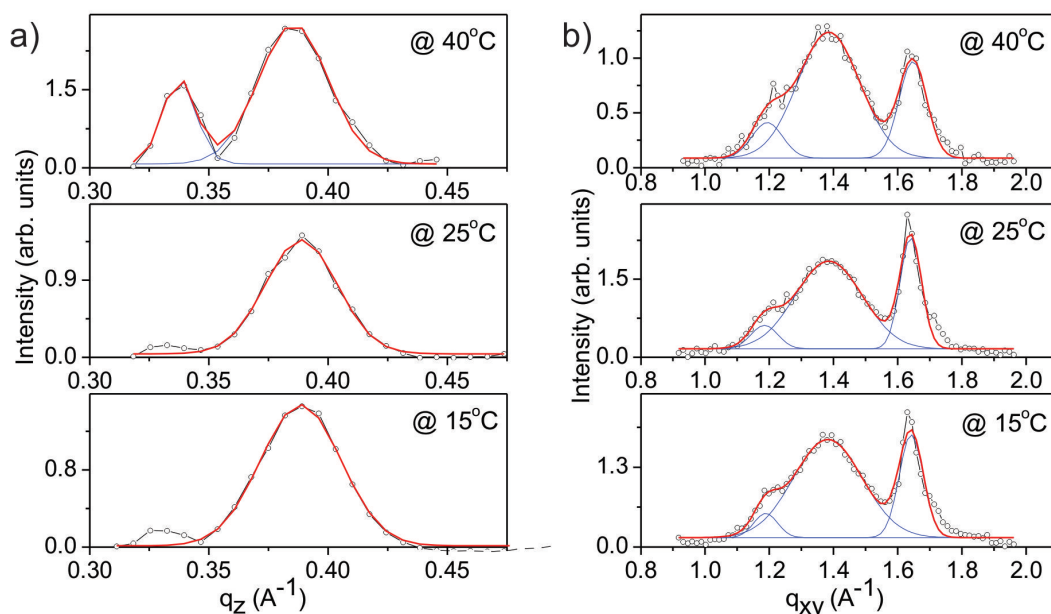 a)
@ 40°C
1.5
0.0
0.30 0.35 0.40 0.45
@ 25°C
0.9
0.0
0.30 0.35 0.40 0.45
@ 15°C
0.8
0.0
0.30 0.35 0.40 0.45
Intensity (arb. units)
q_z (A⁻¹)
b)
@ 40°C
1.0
0.5
0.0
0.8 1.0 1.2 1.4 1.6 1.8 2.0
@ 25°C
1.5
0.0
0.8 1.0 1.2 1.4 1.6 1.8 2.0
@ 15°C
1.3
0.0
0.8 1.0 1.2 1.4 1.6 1.8 2.0
Intensity (arb. units)
q_xy (A⁻¹)